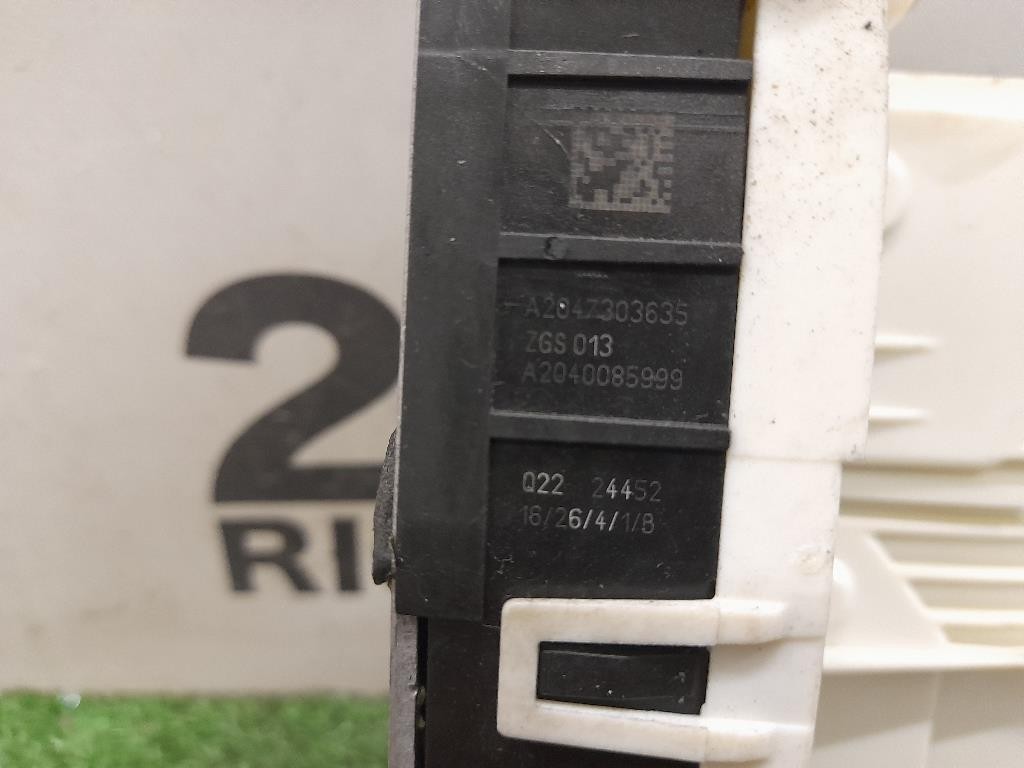 2
RI
A2047303635
ZGS 013
A2040085999
Q22 24452
16/26/4/1/8